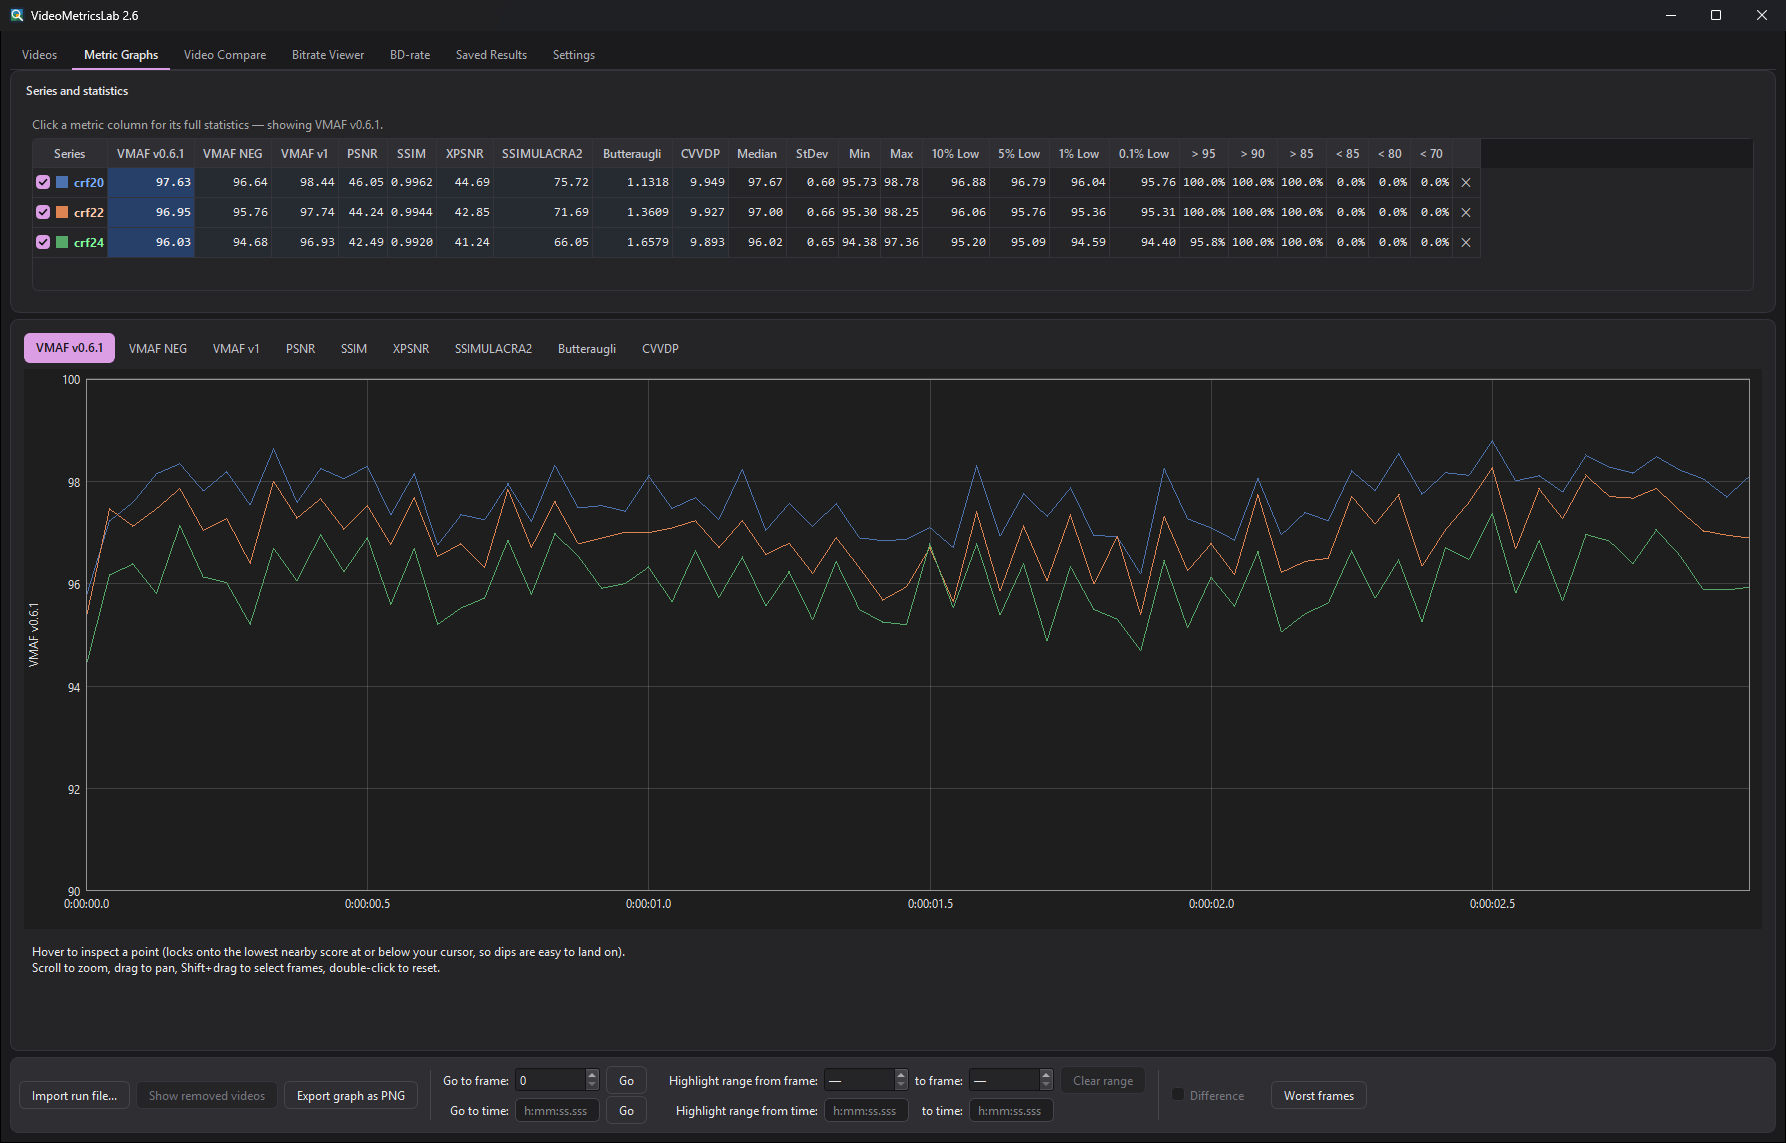 VideoMetricsLab 2.6
Videos Metric Graphs Video Compare Bitrate Viewer BD-rate Saved Results Settings
Series and statistics
Click a metric column for its full statistics — showing VMAF v0.6.1.
Series VMAF v0.6.1 VMAF NEG VMAF v1 PSNR SSIM XPSNR SSIMULACRA2 Butteraugli CVVDP Median StDev Min Max 10% Low 5% Low 1% Low 0.1% Low > 95 > 90 > 85 < 85 < 80 < 70
crf20 97.63 96.64 98.44 46.05 0.9962 44.69 75.72 1.1318 9.949 97.67 0.60 95.73 98.78 96.88 96.79 96.04 95.76 100.0% 100.0% 100.0% 0.0% 0.0% 0.0%
crf22 96.95 95.76 97.74 44.24 0.9944 42.85 71.69 1.3609 9.927 97.00 0.66 95.30 98.25 96.06 95.76 95.36 95.31 100.0% 100.0% 100.0% 0.0% 0.0% 0.0%
crf24 96.03 94.68 96.93 42.49 0.9920 41.24 66.05 1.6579 9.893 96.02 0.65 94.38 97.36 95.20 95.09 94.59 94.40 95.8% 100.0% 100.0% 0.0% 0.0% 0.0%
VMAF v0.6.1 VMAF NEG VMAF v1 PSNR SSIM XPSNR SSIMULACRA2 Butteraugli CVVDP
100
98
96
VMAF v0.6.1
94
92
90
0:00:00.0 0:00:00.5 0:00:01.0 0:00:01.5 0:00:02.0 0:00:02.5
Hover to inspect a point (locks onto the lowest nearby score at or below your cursor, so dips are easy to land on).
Scroll to zoom, drag to pan, Shift+drag to select frames, double-click to reset.
Import run file... Show removed videos Export graph as PNG
Go to frame: 0 Go Highlight range from frame: — to frame: — Clear range
Go to time: h:mm:ss.sss Go Highlight range from time: h:mm:ss.sss to time: h:mm:ss.sss
Difference Worst frames